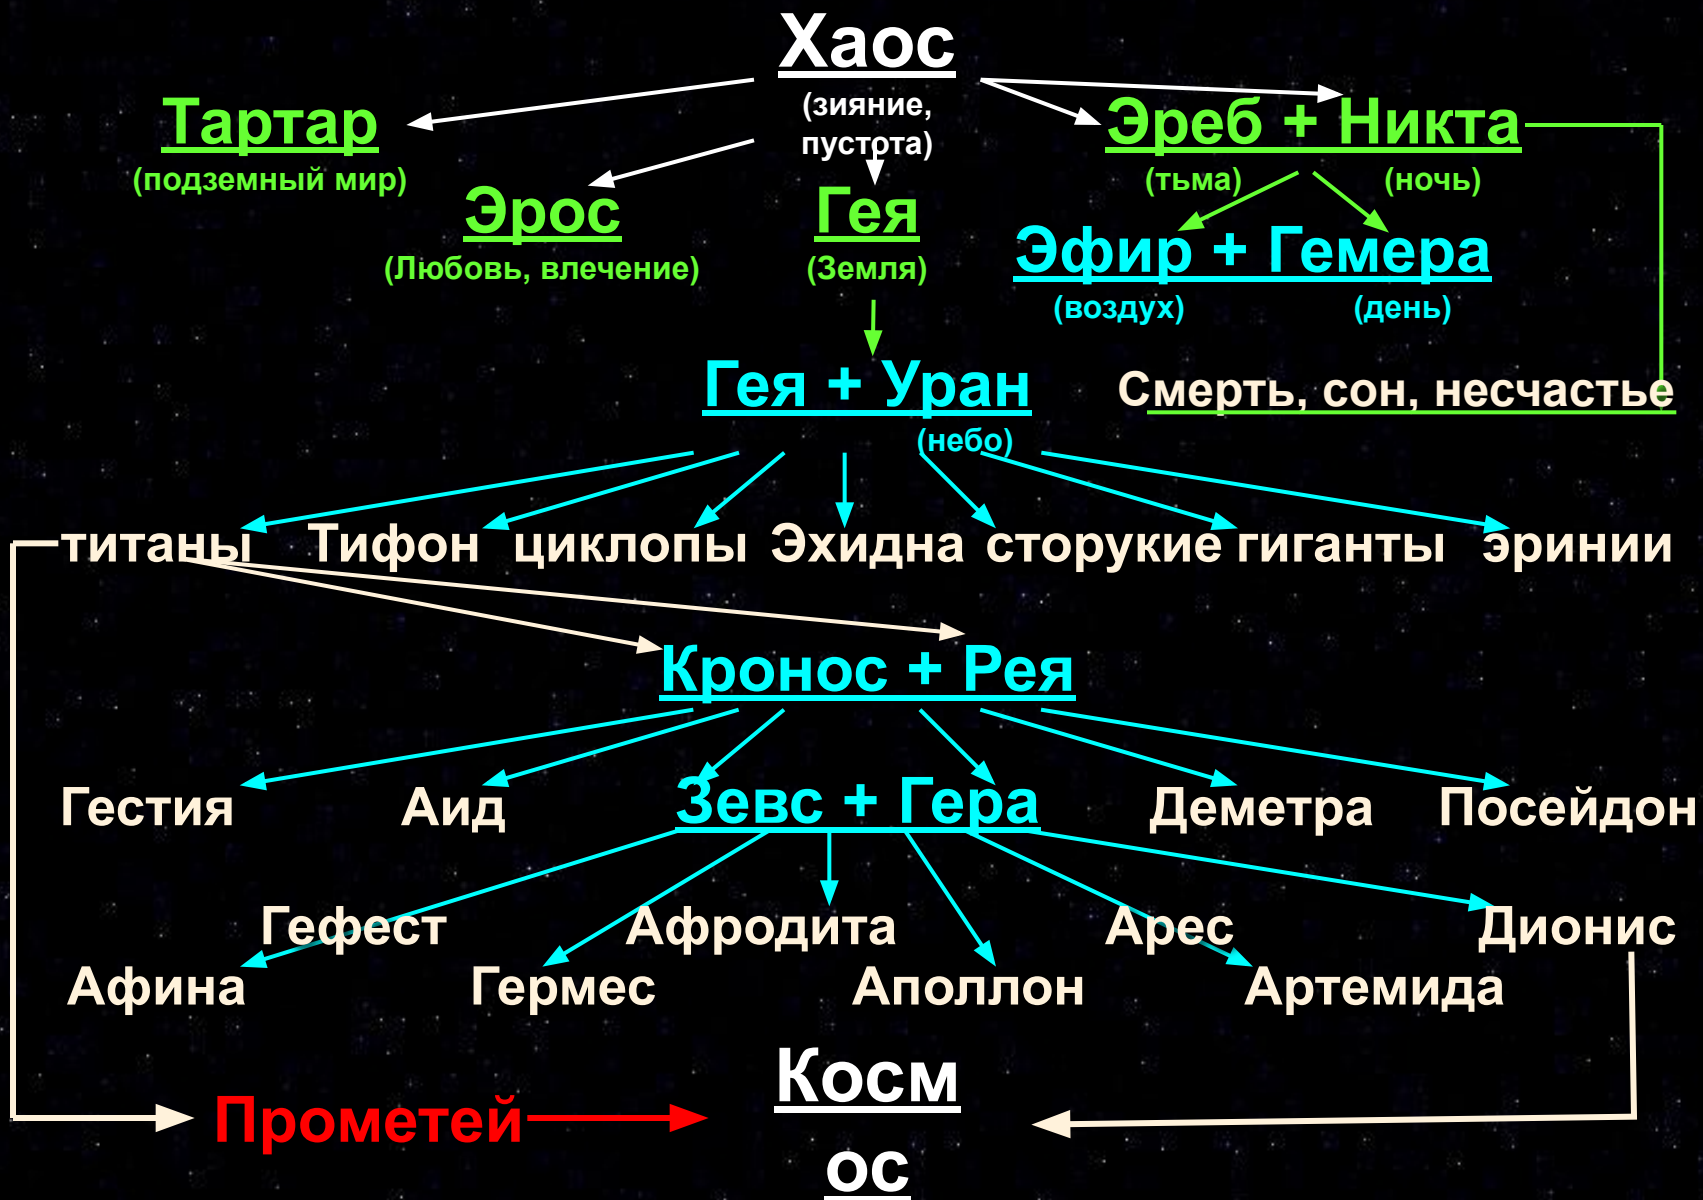 Хаос
(зияние,
пустота)
Тартар
(подземный мир)
Эреб + Никта
(тьма) (ночь)
Эрос
(Любовь, влечение)
Гея
(Земля)
Эфир + Гемера
(воздух) (день)
Гея + Уран
(небо)
Смерть, сон, несчастье
титаны Тифон циклопы Эхидна сторукие гиганты эринии
Кронос + Рея
Гестия Аид Зевс + Гера Деметра Посейдон
Гефест Афродита Арес Дионис
Афина Гермес Аполлон Артемида
Прометей
Косм
ос